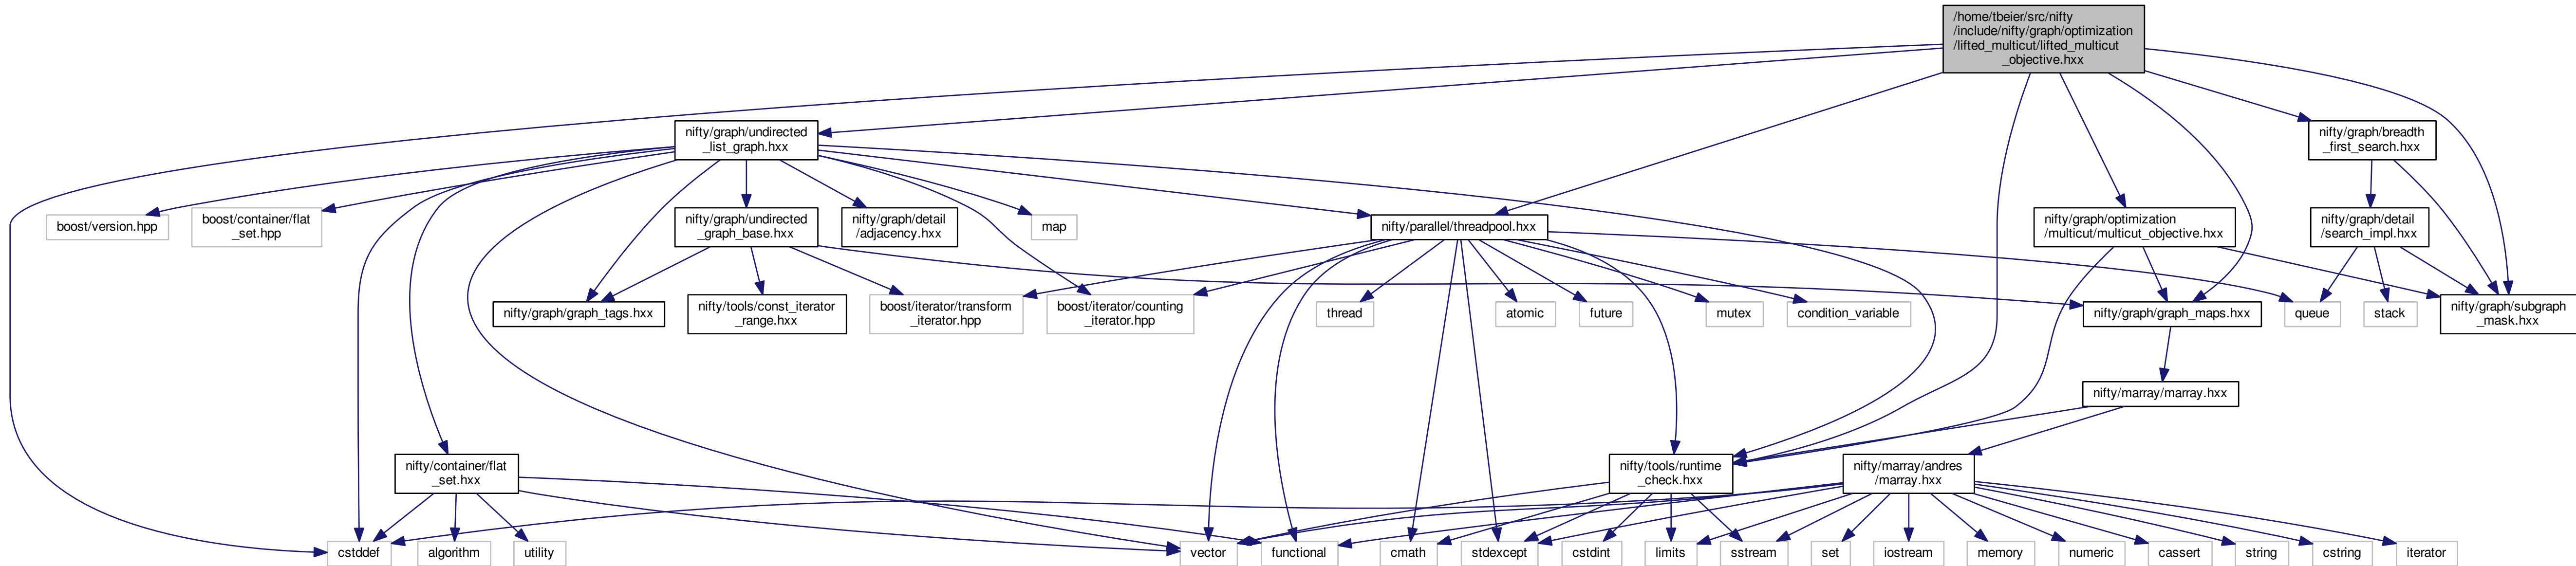 /home/tbeier/src/nifty
/include/nifty/graph/optimization
/lifted_multicut/lifted_multicut
_objective.hxx
nifty/graph/undirected
_list_graph.hxx
nifty/graph/breadth
_first_search.hxx
boost/version.hpp
boost/container/flat
_set.hpp
nifty/graph/undirected
_graph_base.hxx
nifty/graph/detail
/adjacency.hxx
map
nifty/parallel/threadpool.hxx
nifty/graph/optimization
/multicut/multicut_objective.hxx
nifty/graph/detail
/search_impl.hxx
nifty/graph/graph_tags.hxx
nifty/tools/const_iterator
_range.hxx
boost/iterator/transform
_iterator.hpp
boost/iterator/counting
_iterator.hpp
thread
atomic
future
mutex
condition_variable
nifty/graph/graph_maps.hxx
queue
stack
nifty/graph/subgraph
_mask.hxx
nifty/marray/marray.hxx
nifty/container/flat
_set.hxx
nifty/tools/runtime
_check.hxx
nifty/marray/andres
/marray.hxx
cstddef
algorithm
utility
vector
functional
cmath
stdexcept
cstdint
limits
sstream
set
iostream
memory
numeric
cassert
string
cstring
iterator